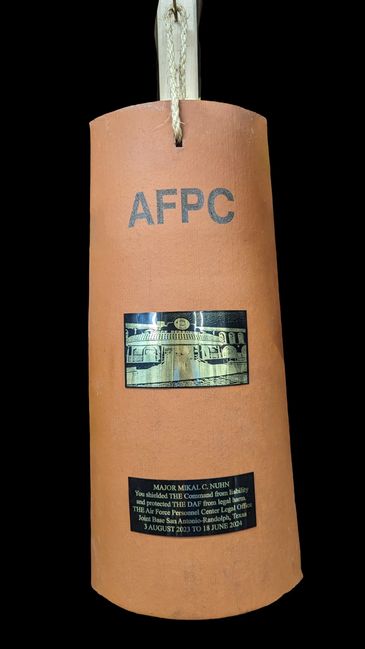 AFPC
MAJOR MIKAL C. NUHN
You shielded THE Command from liability
and protected THE DAF from legal harm.
THE Air Force Personnel Center Legal Office
Joint Base San Antonio-Randolph, Texas
3 AUGUST 2023 TO 18 JUNE 2024